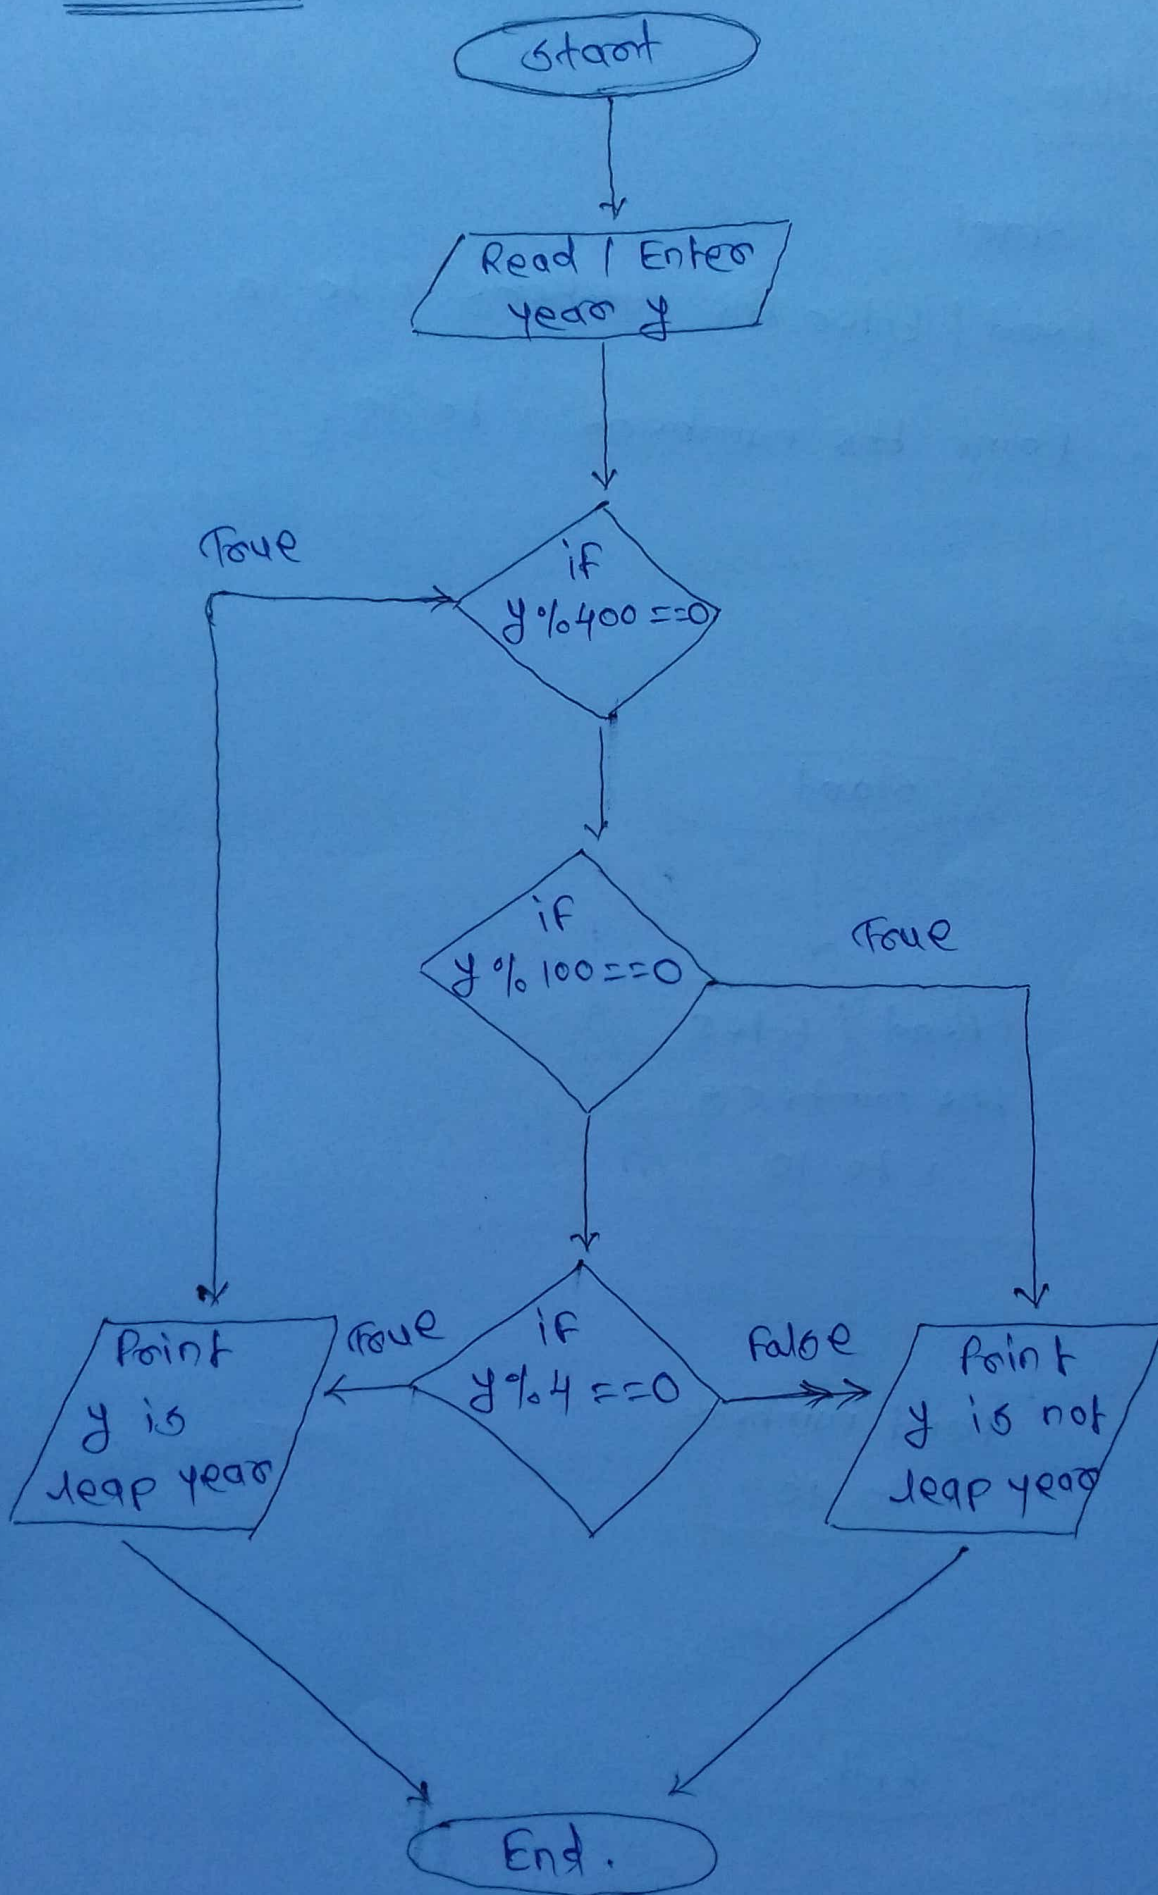 Start
Read / Enter
year y
True
if
y%400==0
if
y%100==0
True
if
y%4==0
True
False
Print
y is
leap year
Print
y is not
leap year
End.